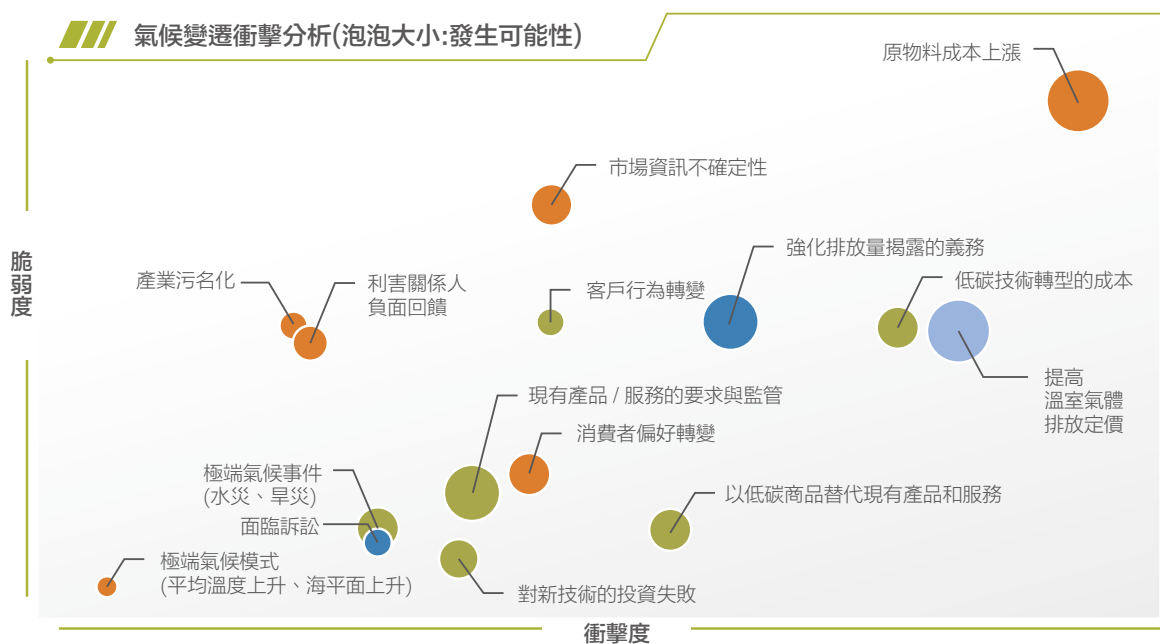 氣候變遷衝擊分析(泡泡大小:發生可能性)
原物料成本上漲
市場資訊不確定性
強化排放量揭露的義務
脆弱度
產業污名化
利害關係人
負面回饋
客戶行為轉變
低碳技術轉型的成本
提高
溫室氣體
排放定價
現有產品 / 服務的要求與監管
消費者偏好轉變
極端氣候事件
(水災、旱災)
面臨訴訟
以低碳商品替代現有產品和服務
極端氣候模式
(平均溫度上升、海平面上升)
對新技術的投資失敗
衝擊度